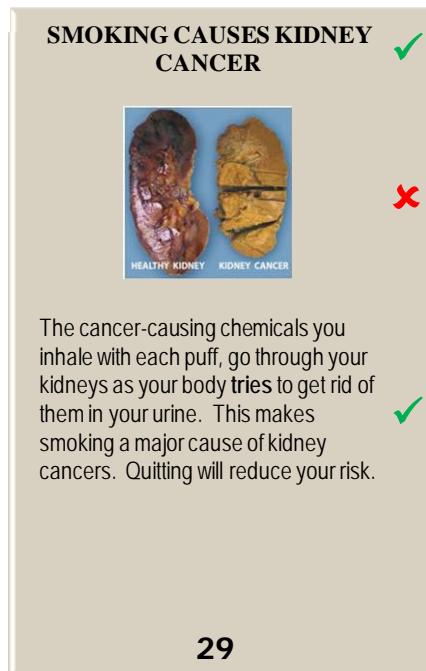 SMOKING CAUSES KIDNEY
CANCER
HEALTHY KIDNEY KIDNEY CANCER
The cancer-causing chemicals you
inhale with each puff, go through your
kidneys as your body tries to get rid of
them in your urine. This makes
smoking a major cause of kidney
cancers. Quitting will reduce your risk.
29